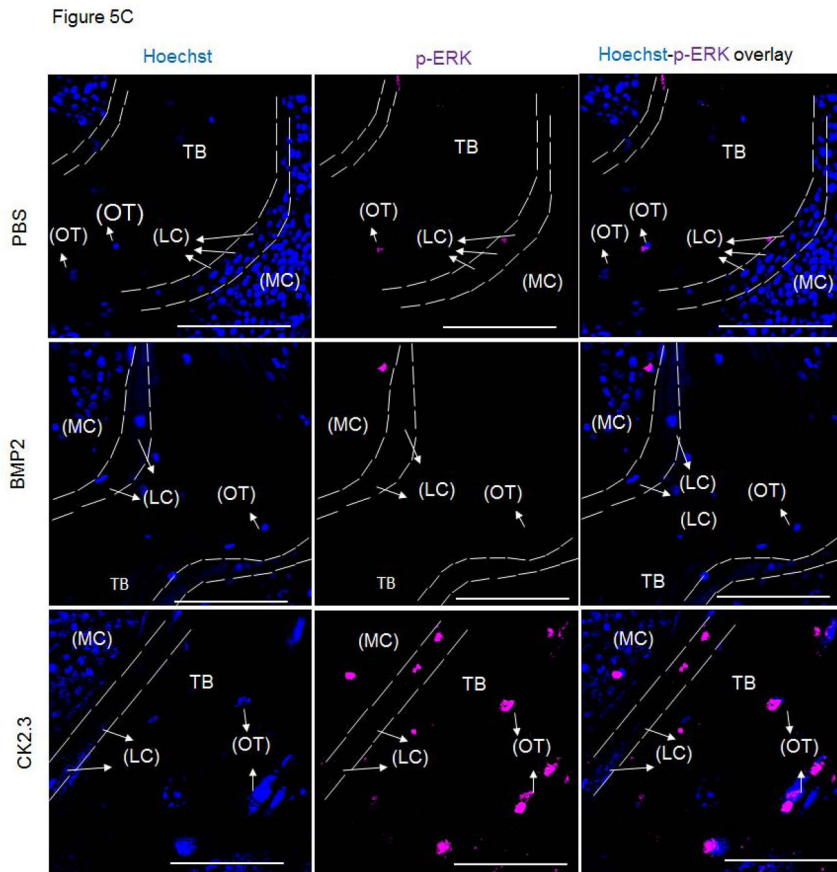 Figure 5C
Hoechst
p-ERK
Hoechst-p-ERK overlay
PBS
TB
(OT)
(OT)
(LC)
(MC)
TB
(OT)
(LC)
(MC)
TB
(OT)
(OT)
(LC)
(MC)
BMP2
(MC)
(LC)
(OT)
TB
(MC)
(LC)
(OT)
TB
(MC)
(LC)
(LC)
(OT)
TB
CK2.3
(MC)
TB
(LC)
(OT)
(MC)
TB
(LC)
(OT)
(MC)
TB
(LC)
(OT)